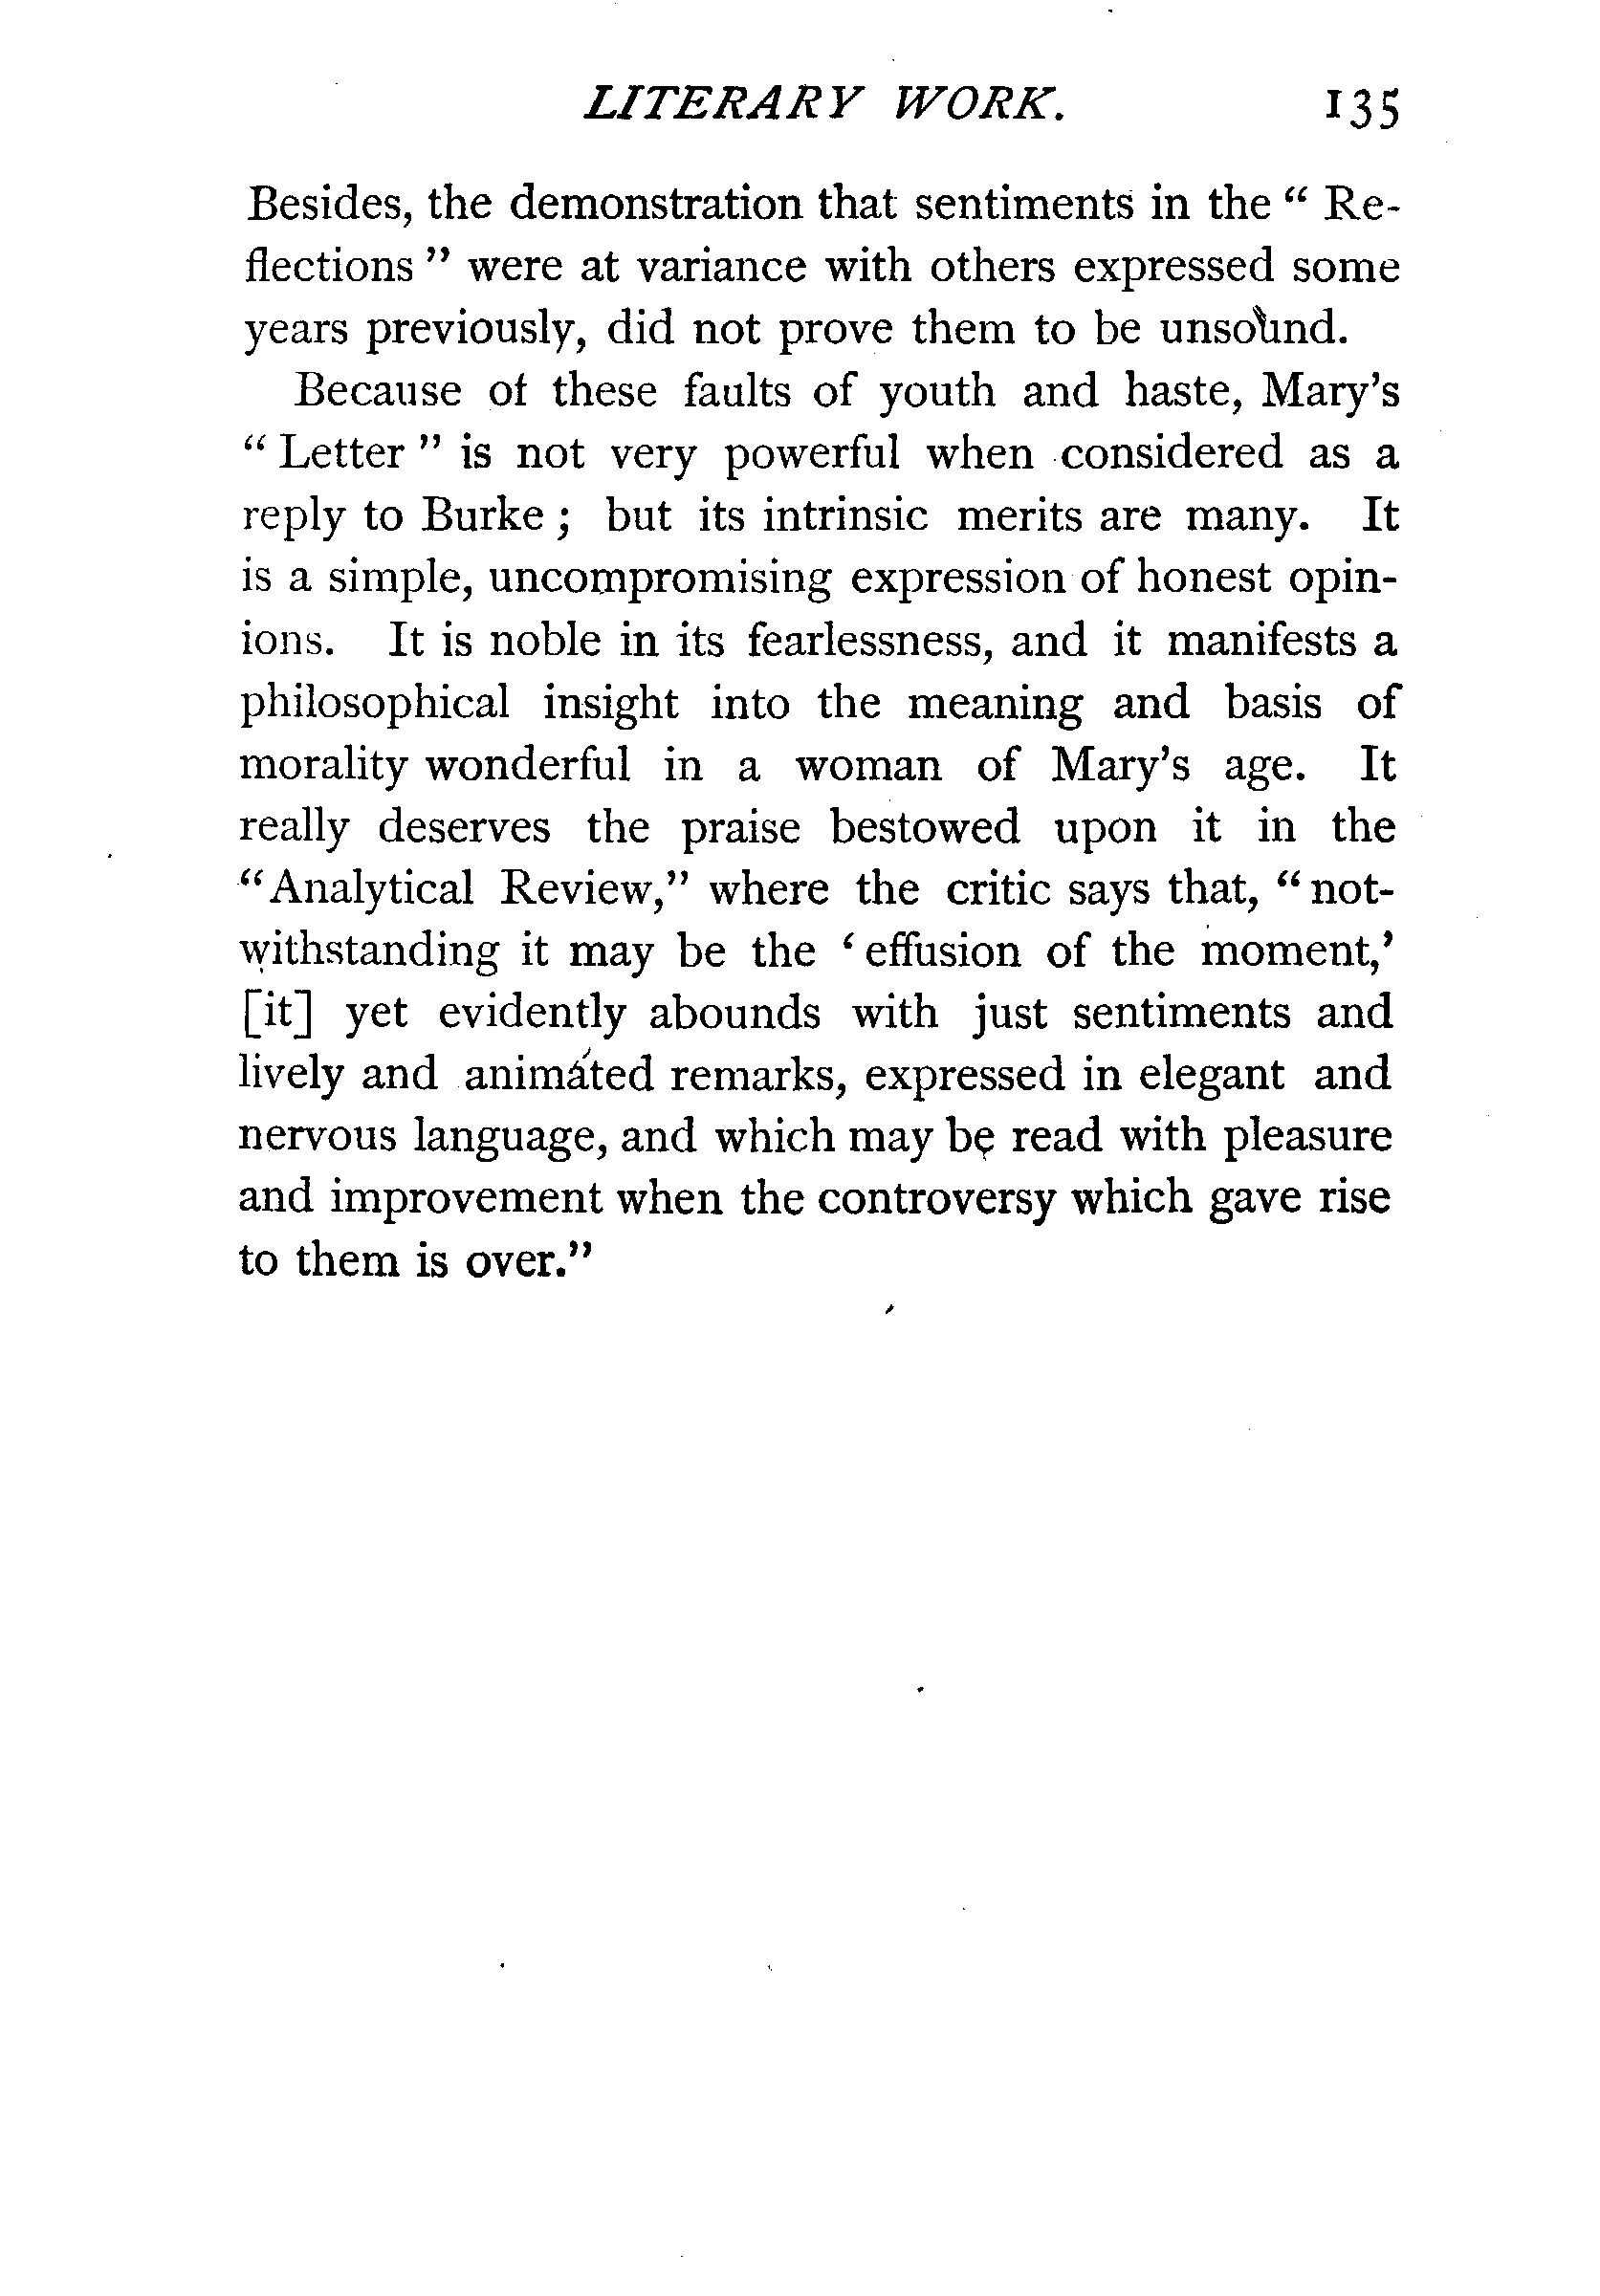 LITERARY WORK. 135
Besides, the demonstration that sentiments in the “ Re-
flections ” were at variance with others expressed some
years previously, did not prove them to be unsound.
Because of these faults of youth and haste, Mary’s
“ Letter ” is not very powerful when considered as a
reply to Burke ; but its intrinsic merits are many. It
is a simple, uncompromising expression of honest opin-
ions. It is noble in its fearlessness, and it manifests a
philosophical insight into the meaning and basis of
morality wonderful in a woman of Mary’s age. It
really deserves the praise bestowed upon it in the
“Analytical Review,” where the critic says that, “ not-
withstanding it may be the ‘ effusion of the moment,’
[it] yet evidently abounds with just sentiments and
lively and animated remarks, expressed in elegant and
nervous language, and which may be read with pleasure
and improvement when the controversy which gave rise
to them is over.”